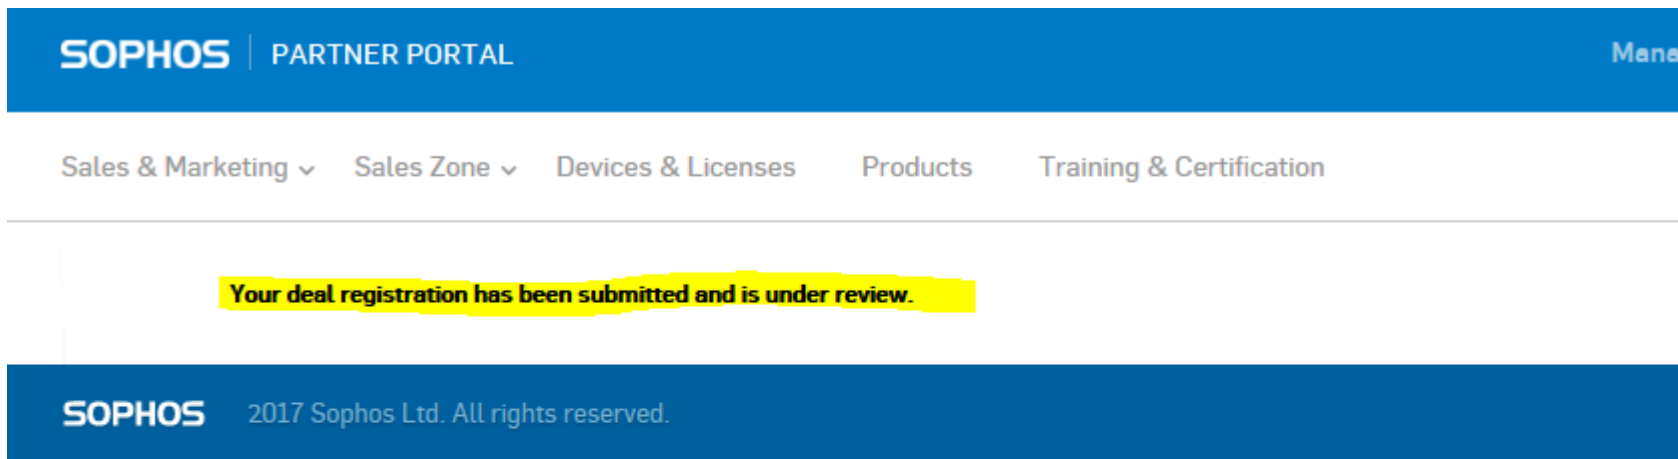 SOPHOS PARTNER PORTAL
Sales & Marketing Sales Zone Devices & Licenses Products Training & Certification
Your deal registration has been submitted and is under review.
SOPHOS 2017 Sophos Ltd. All rights reserved.